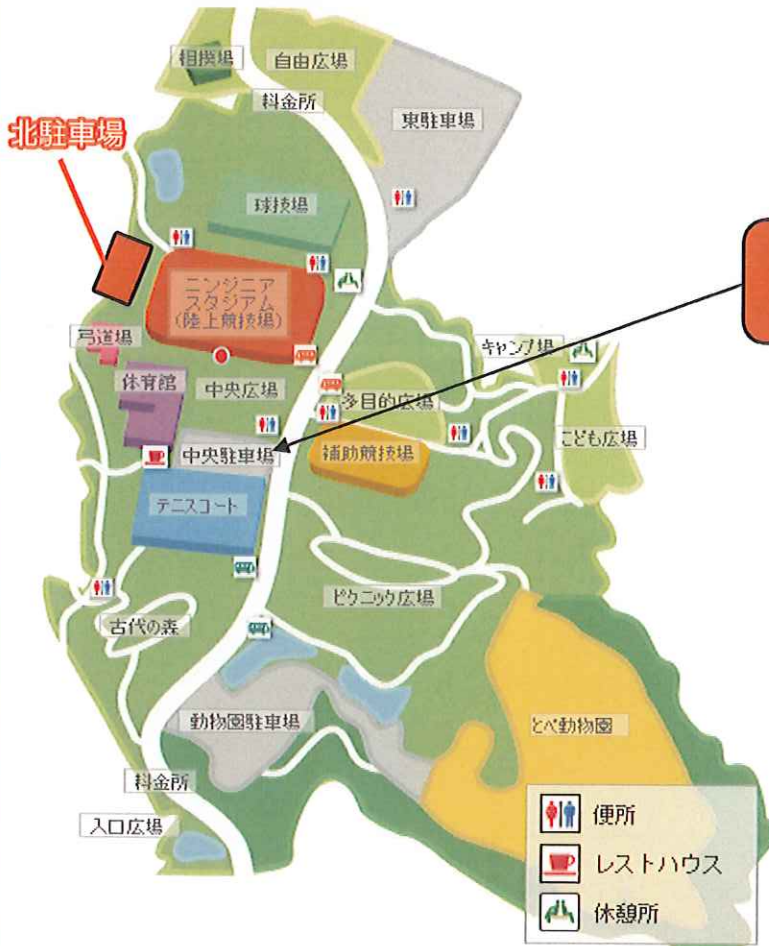 相撲場
自由広場
料金所
東駐車場
北駐車場
球技場
ニンジニア
スタジアム
(陸上競技場)
弓道場
体育館
中央広場
キャンプ場
多目的広場
こども広場
中央駐車場
補助競技場
テニスコート
ピクニック広場
古代の森
動物園駐車場
とべ動物園
料金所
入口広場
便所
レストハウス
休憩所